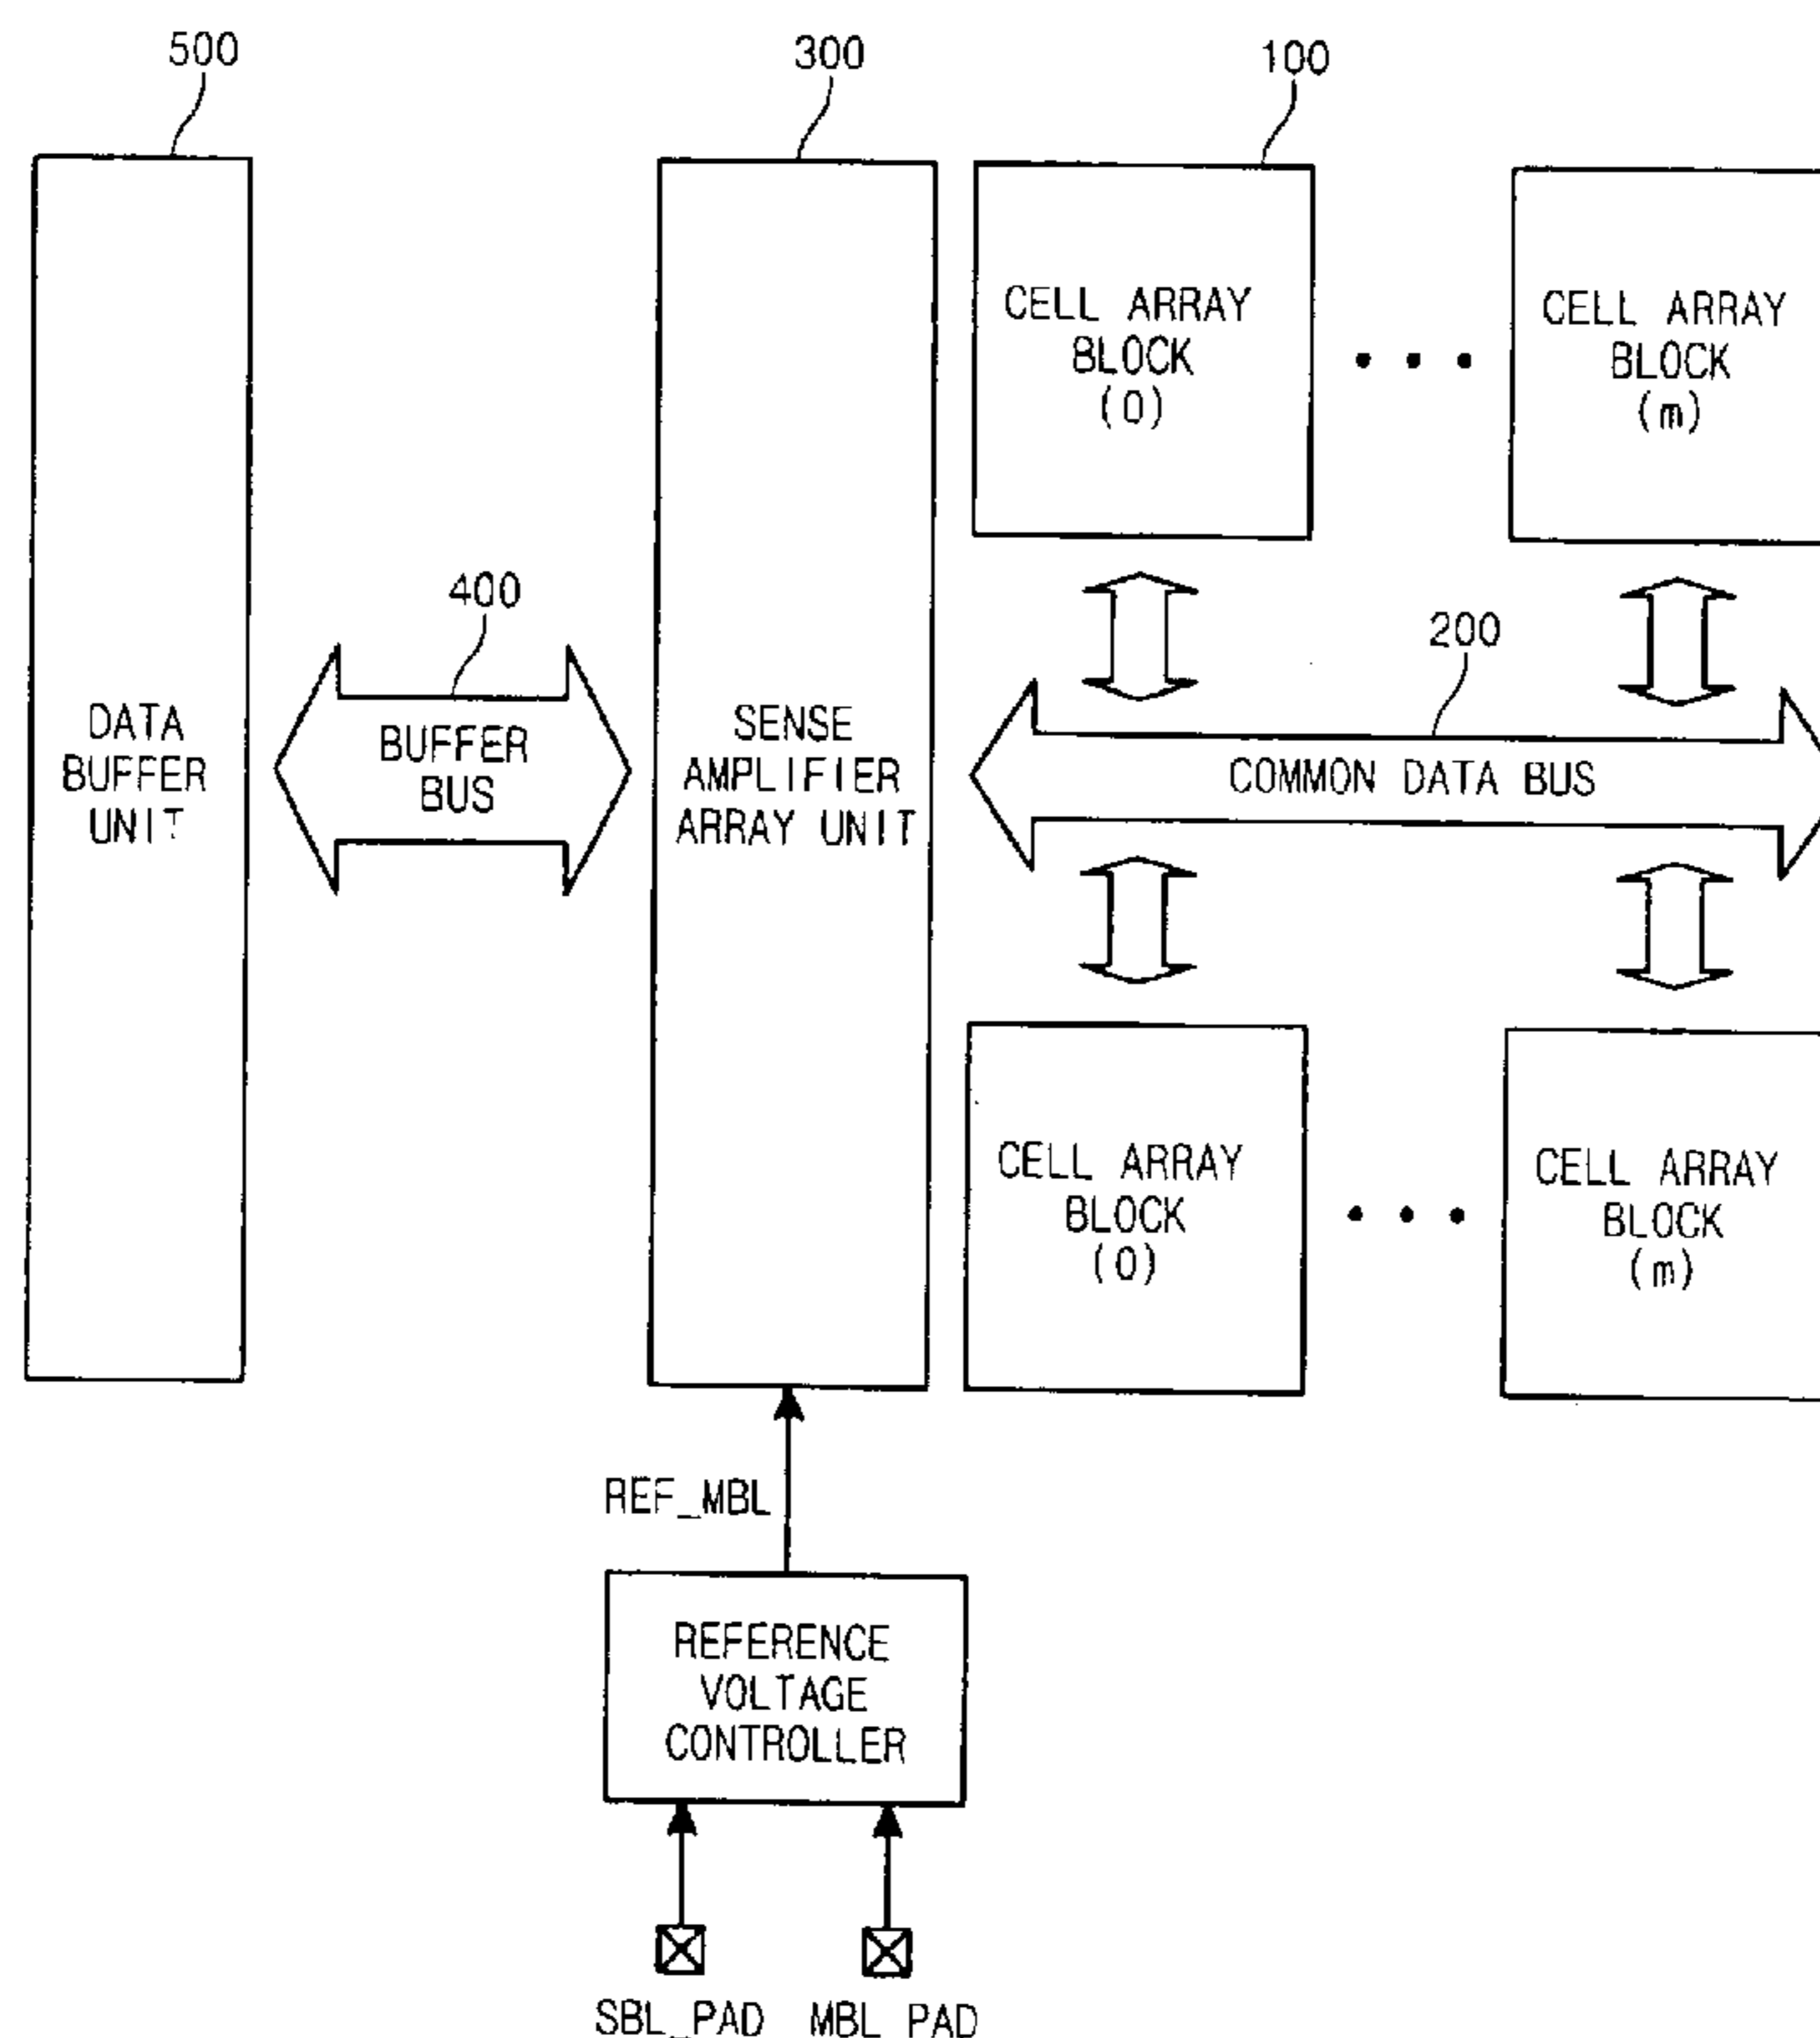 500
300
100
CELL ARRAY
BLOCK
(0)
CELL ARRAY
BLOCK
(m)
400
200
DATA
BUFFER
UNIT
BUFFER
BUS
SENSE
AMPLIFIER
ARRAY UNIT
COMMON DATA BUS
CELL ARRAY
BLOCK
(0)
CELL ARRAY
BLOCK
(m)
REF_MBL
REFERENCE
VOLTAGE
CONTROLLER
SBL_PAD
MBL_PAD